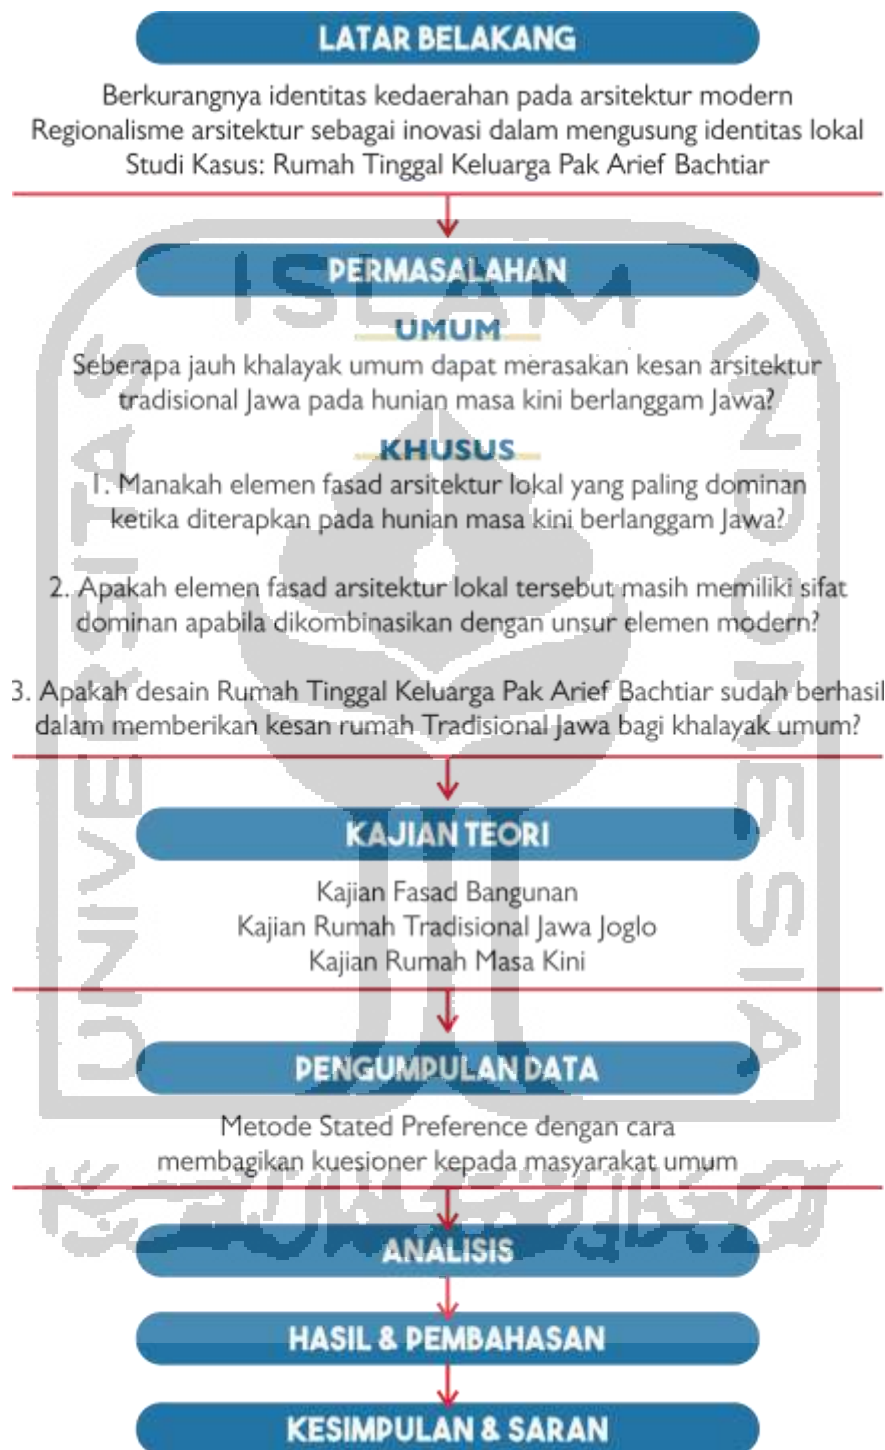 LATAR BELAKANG
Berkurangnya identitas kedaerahan pada arsitektur modern
Regionalisme arsitektur sebagai inovasi dalam mengusung identitas lokal
Studi Kasus: Rumah Tinggal Keluarga Pak Arief Bachtiar
PERMASALAHAN
UMUM
Seberapa jauh khalayak umum dapat merasakan kesan arsitektur
tradisional Jawa pada hunian masa kini berlanggam Jawa?
KHUSUS
1. Manakah elemen fasad arsitektur lokal yang paling dominan
ketika diterapkan pada hunian masa kini berlanggam Jawa?
2. Apakah elemen fasad arsitektur lokal tersebut masih memiliki sifat
dominan apabila dikombinasikan dengan unsur elemen modern?
3. Apakah desain Rumah Tinggal Keluarga Pak Arief Bachtiar sudah berhasil
dalam memberikan kesan rumah Tradisional Jawa bagi khalayak umum?
KAJIAN TEORI
Kajian Fasad Bangunan
Kajian Rumah Tradisional Jawa Joglo
Kajian Rumah Masa Kini
PENGUMPULAN DATA
Metode Stated Preference dengan cara
membagikan kuesioner kepada masyarakat umum
ANALISIS
HASIL & PEMBAHASAN
KESIMPULAN & SARAN
UNIVERSITAS
ISLAM
INDONESIA